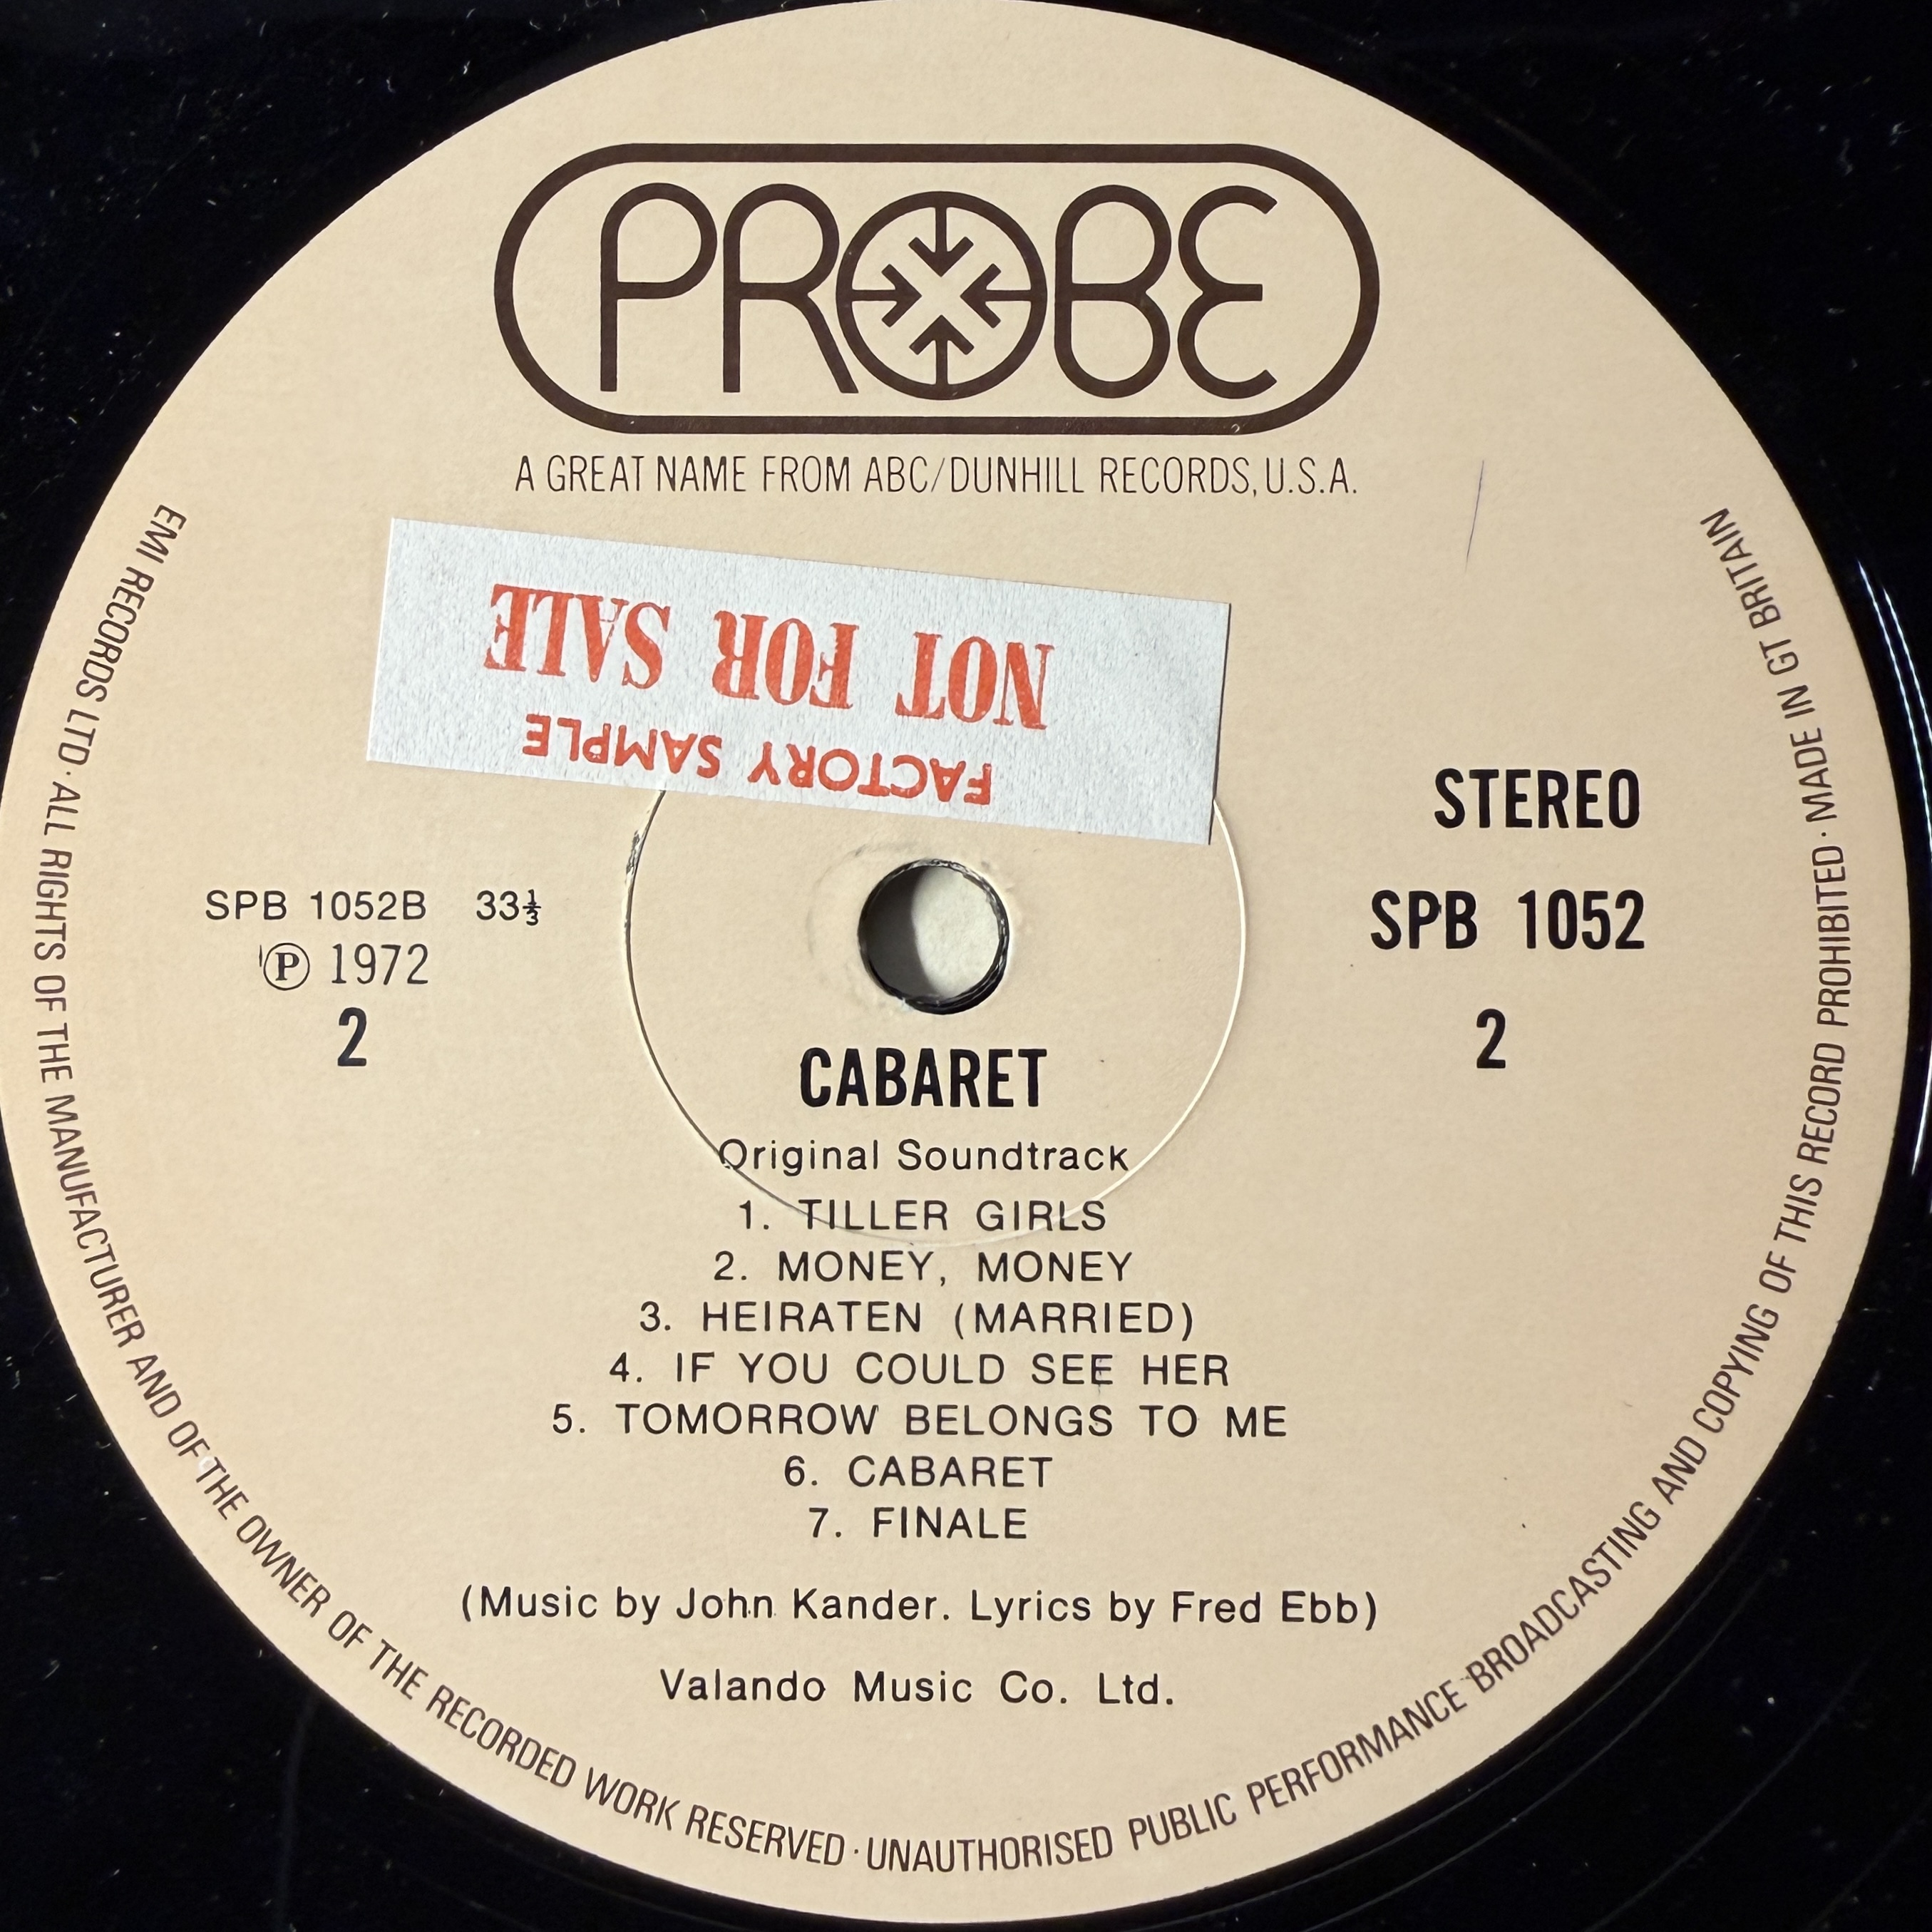 PROBE
A GREAT NAME FROM ABC/DUNHILL RECORDS, U.S.A.
FACTORY SAMPLE
NOT FOR SALE
STEREO
SPB 1052B 33⅓
SPB 1052
℗ 1972
2
2
CABARET
Original Soundtrack
1. TILLER GIRLS
2. MONEY, MONEY
3. HEIRATEN (MARRIED)
4. IF YOU COULD SEE HER
5. TOMORROW BELONGS TO ME
6. CABARET
7. FINALE
(Music by John Kander. Lyrics by Fred Ebb)
Valando Music Co. Ltd.
EMI RECORDS LTD · ALL RIGHTS OF THE MANUFACTURER AND OF THE OWNER OF THE RECORDED WORK RESERVED · UNAUTHORISED PUBLIC PERFORMANCE BROADCASTING AND COPYING OF THIS RECORD PROHIBITED · MADE IN GT BRITAIN